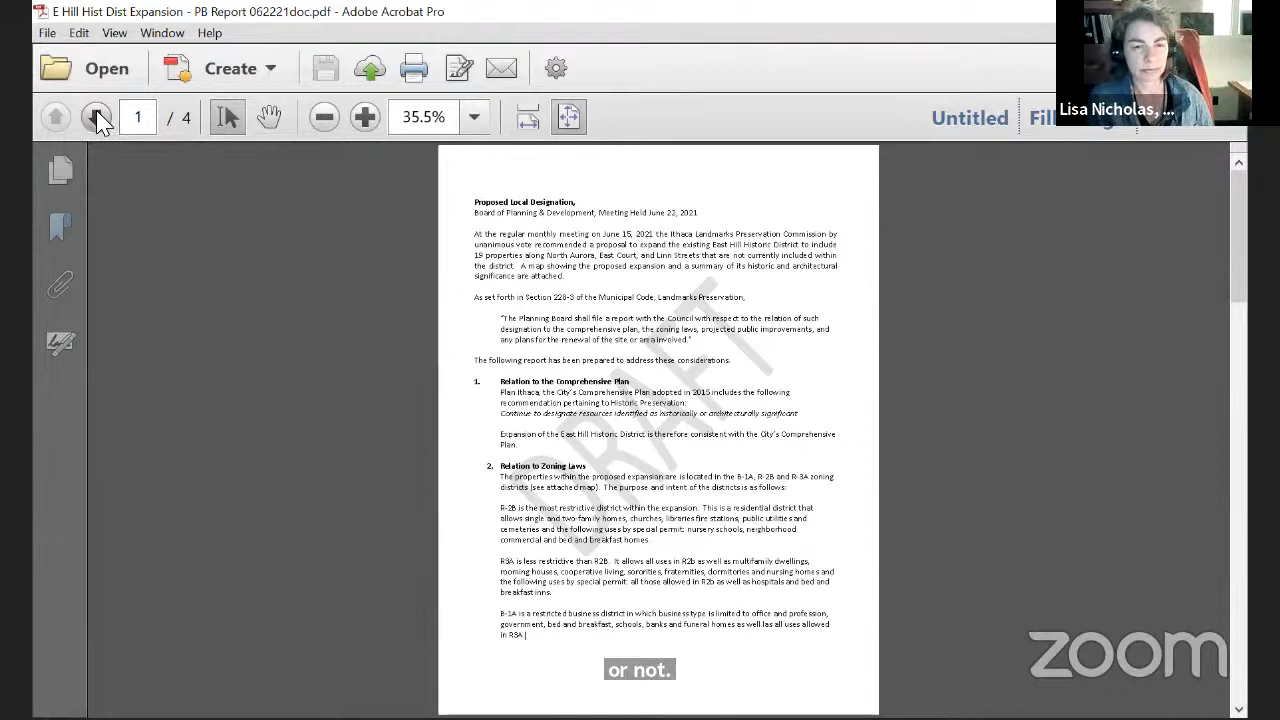 E Hill Hist Dist Expansion - PB Report 062221doc.pdf - Adobe Acrobat Pro
File Edit View Window Help
Open Create
1 / 4 35.5% Untitled
Lisa Nicholas, ...
Proposed Local Designation,
Board of Planning & Development, Meeting Held June 22, 2021
At the regular monthly meeting on June 15, 2021 the Ithaca Landmarks Preservation Commission by
unanimous vote recommended a proposal to expand the existing East Hill Historic District to include
19 properties along North Aurora, East Court, and Linn Streets that are not currently included within
the district. A map showing the proposed expansion and a summary of its historic and architectural
significance are attached.
As set forth in Section 228-3 of the Municipal Code, Landmarks Preservation,
"The Planning Board shall file a report with the Council with respect to the relation of such
designation to the comprehensive plan, the zoning laws, projected public improvements, and
any plans for the renewal of the site or area involved."
The following report has been prepared to address these considerations.
1. Relation to the Comprehensive Plan
Plan Ithaca, the City's Comprehensive Plan adopted in 2015 includes the following
recommendation pertaining to Historic Preservation:
Continue to designate resources identified as historically or architecturally significant
Expansion of the East Hill Historic District is therefore consistent with the City's Comprehensive
Plan.
2. Relation to Zoning Laws
The properties within the proposed expansion are is located in the B-1A, R-2B and R-3A zoning
districts (see attached map). The purpose and intent of the districts is as follows:
R-2B is the most restrictive district within the expansion. This is a residential district that
allows single and two-family homes, churches, libraries fire stations, public utilities and
cemeteries and the following uses by special permit: nursery schools, neighborhood
commercial and bed and breakfast homes.
R3A is less restrictive than R2B. It allows all uses in R2b as well as multifamily dwellings,
rooming houses, cooperative living, sororities, fraternities, dormitories and nursing homes and
the following uses by special permit: all those allowed in R2b as well as hospitals and bed and
breakfast inns.
B-1A is a restricted business district in which business type is limited to office and profession,
government, bed and breakfast, schools, banks and funeral homes as well las all uses allowed
in R3A.
DRAFT
or not.
zoom